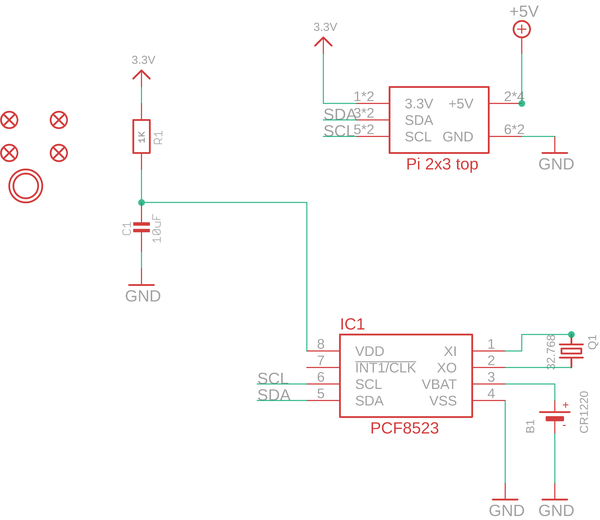 +5V
3.3V
3.3V
1*2
2*4
3.3V
+5V
SDA
3*2
SDA
SCL
5*2
SCL
GND
6*2
Pi 2x3 top
GND
1K
R1
C1
10uF
GND
IC1
8
VDD
XI
1
7
INT1/CLK
XO
2
SCL
6
SCL
VBAT
3
SDA
5
SDA
VSS
4
PCF8523
32.768
Q1
+
-
B1
CR1220
GND
GND